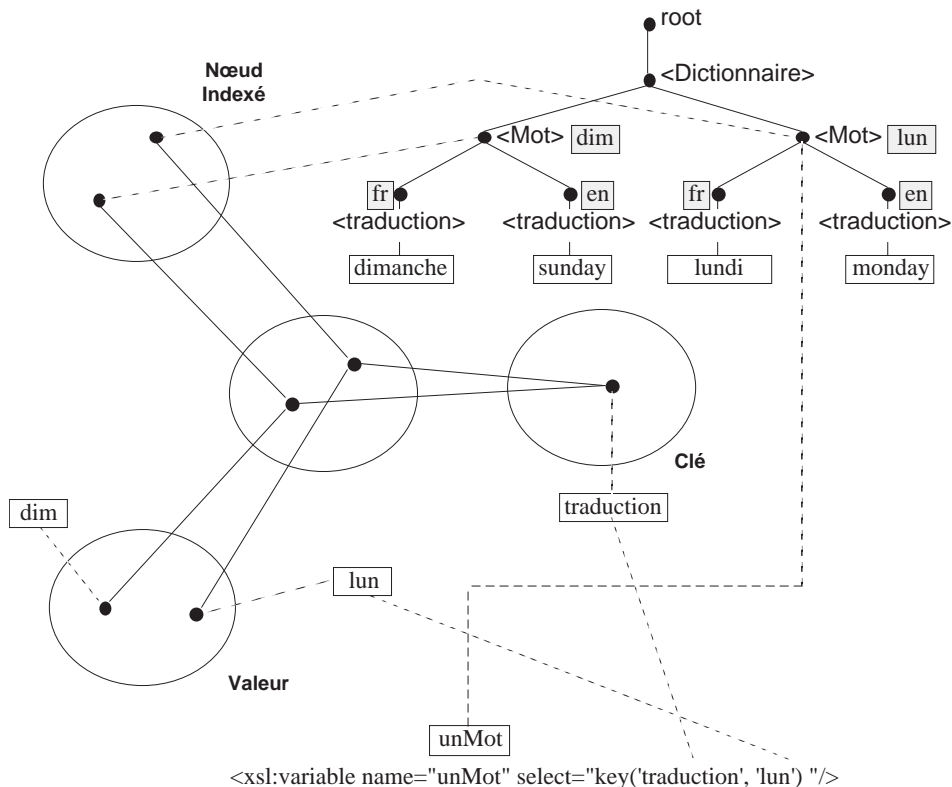 root
<Dictionnaire>
Nœud
Indexé
<Mot> dim
<Mot> lun
fr
en
fr
en
<traduction>
<traduction>
<traduction>
<traduction>
dimanche
sunday
lundi
monday
Clé
traduction
dim
lun
Valeur
unMot
<xsl:variable name="unMot" select="key('traduction', 'lun') "/>